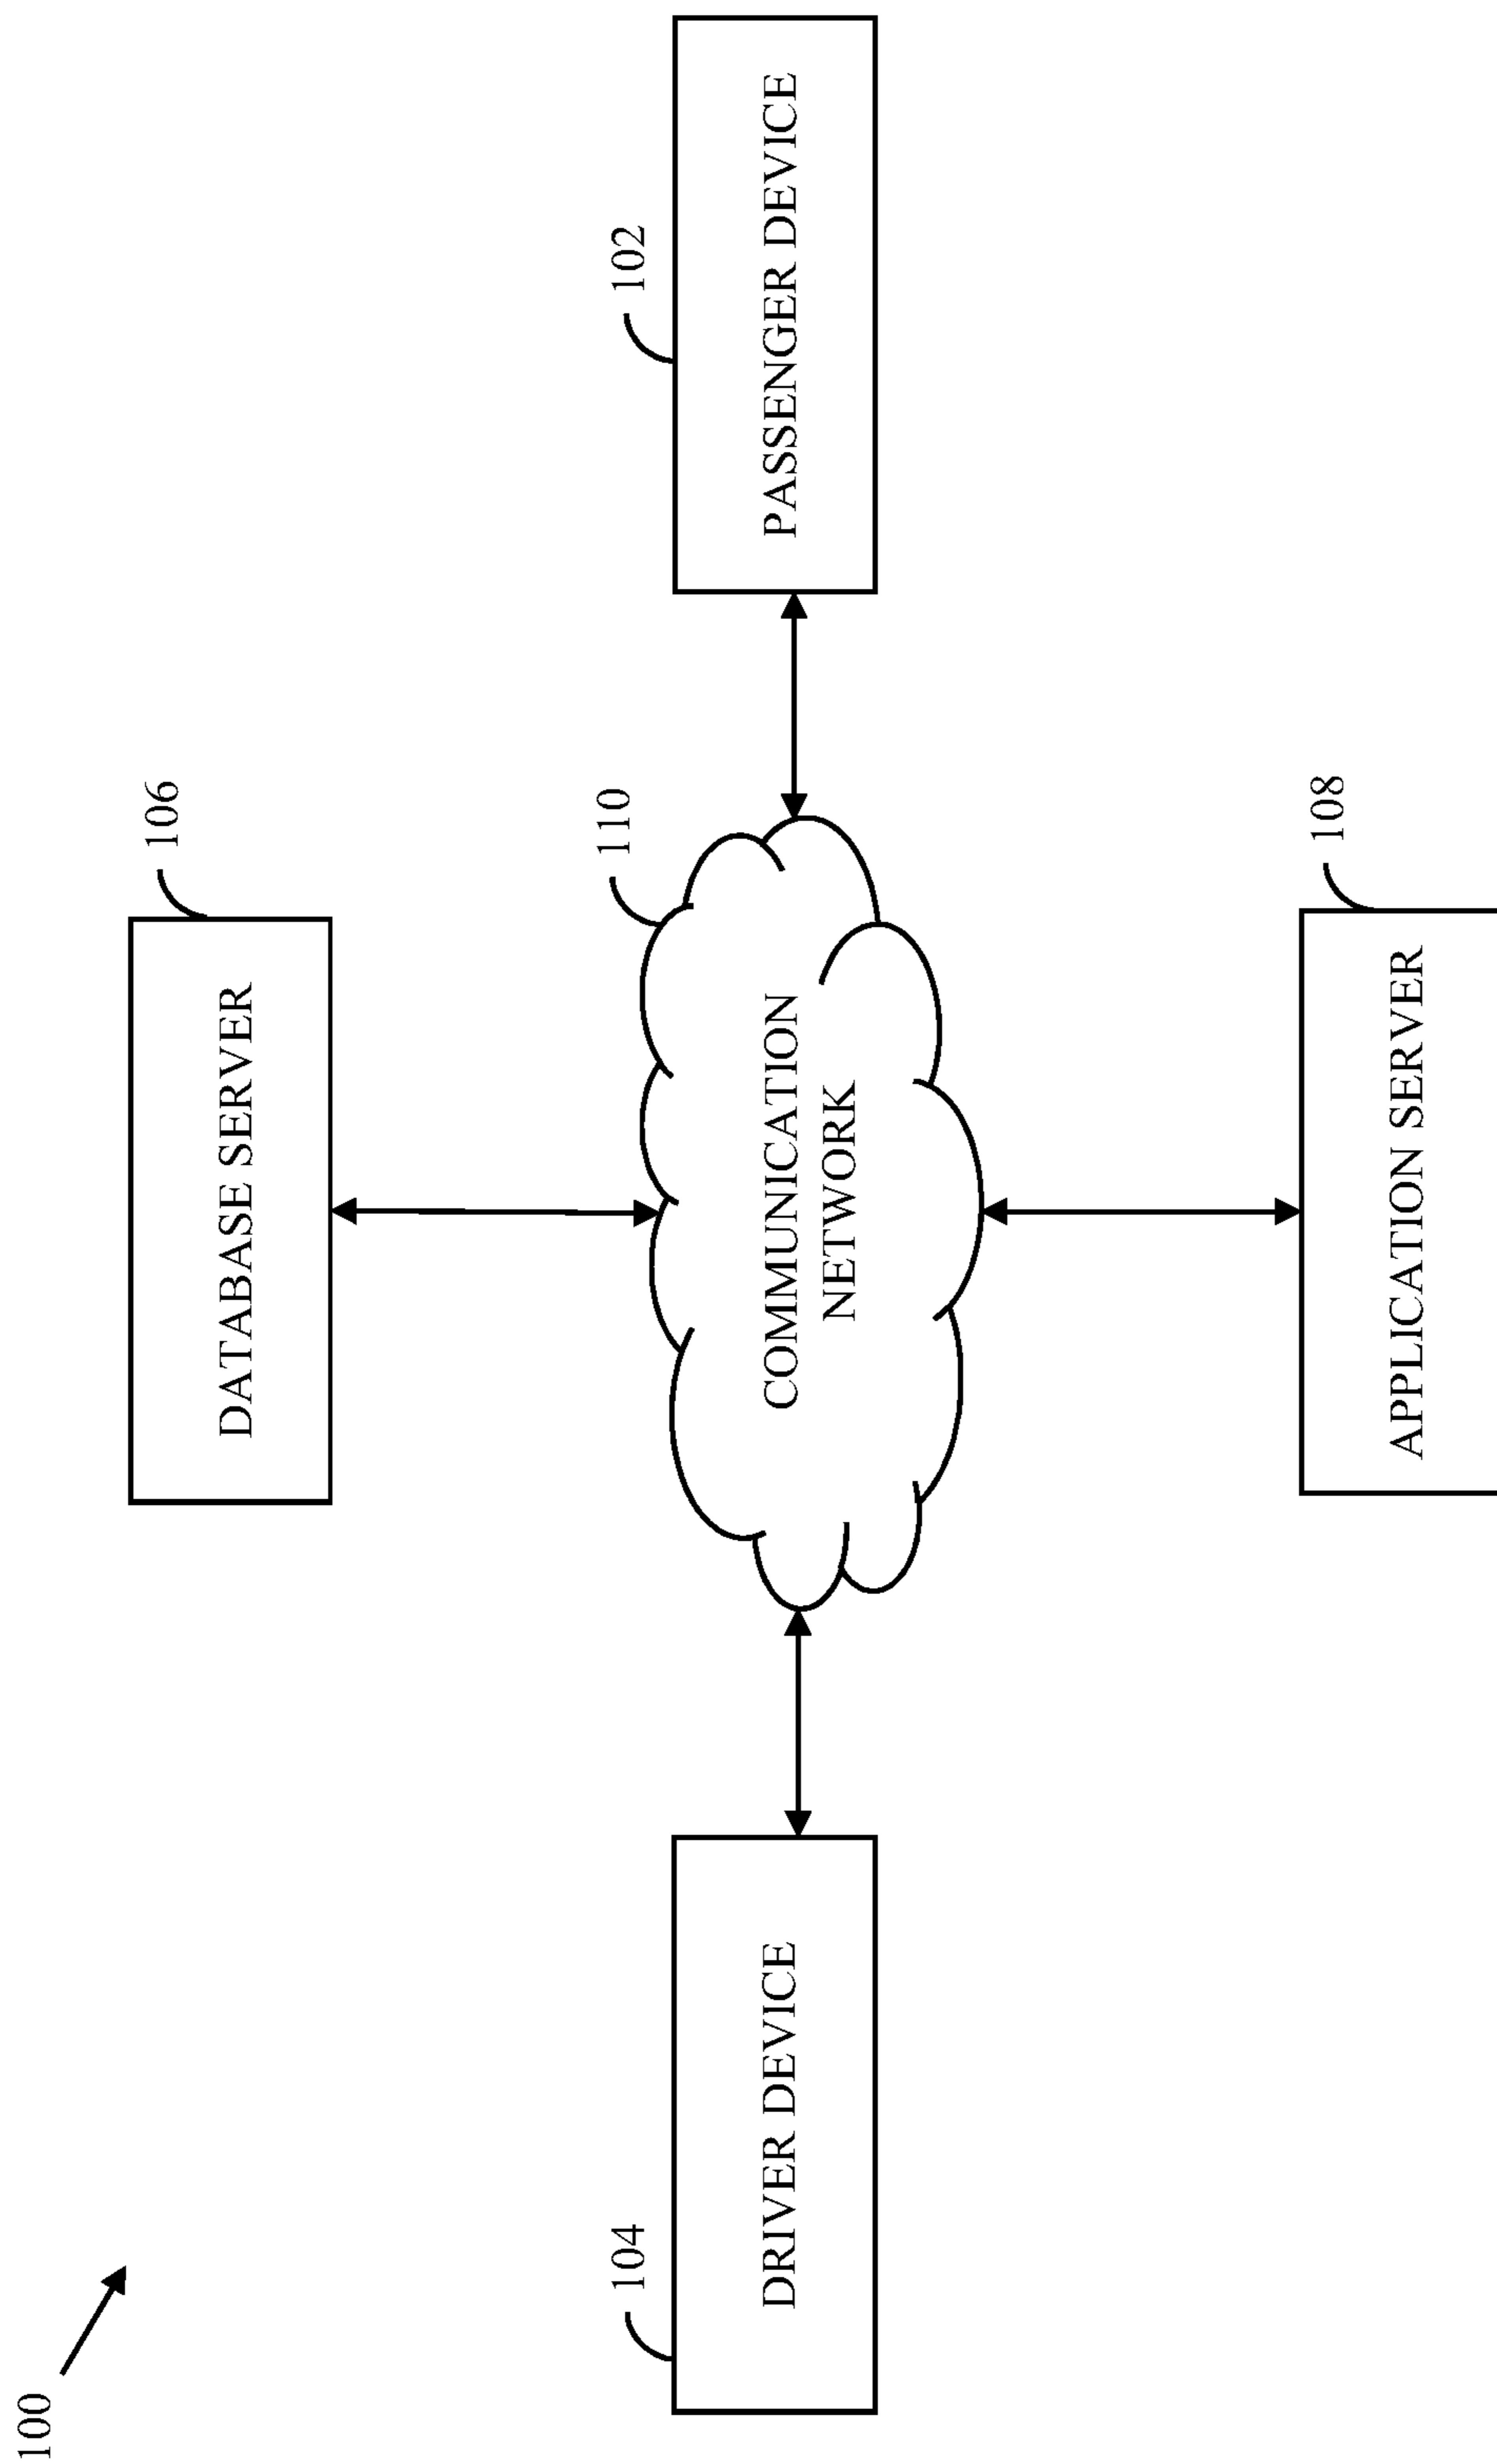 100
106
DATABASE SERVER
104
110
102
DRIVER DEVICE
COMMUNICATION
NETWORK
PASSENGER DEVICE
108
APPLICATION SERVER